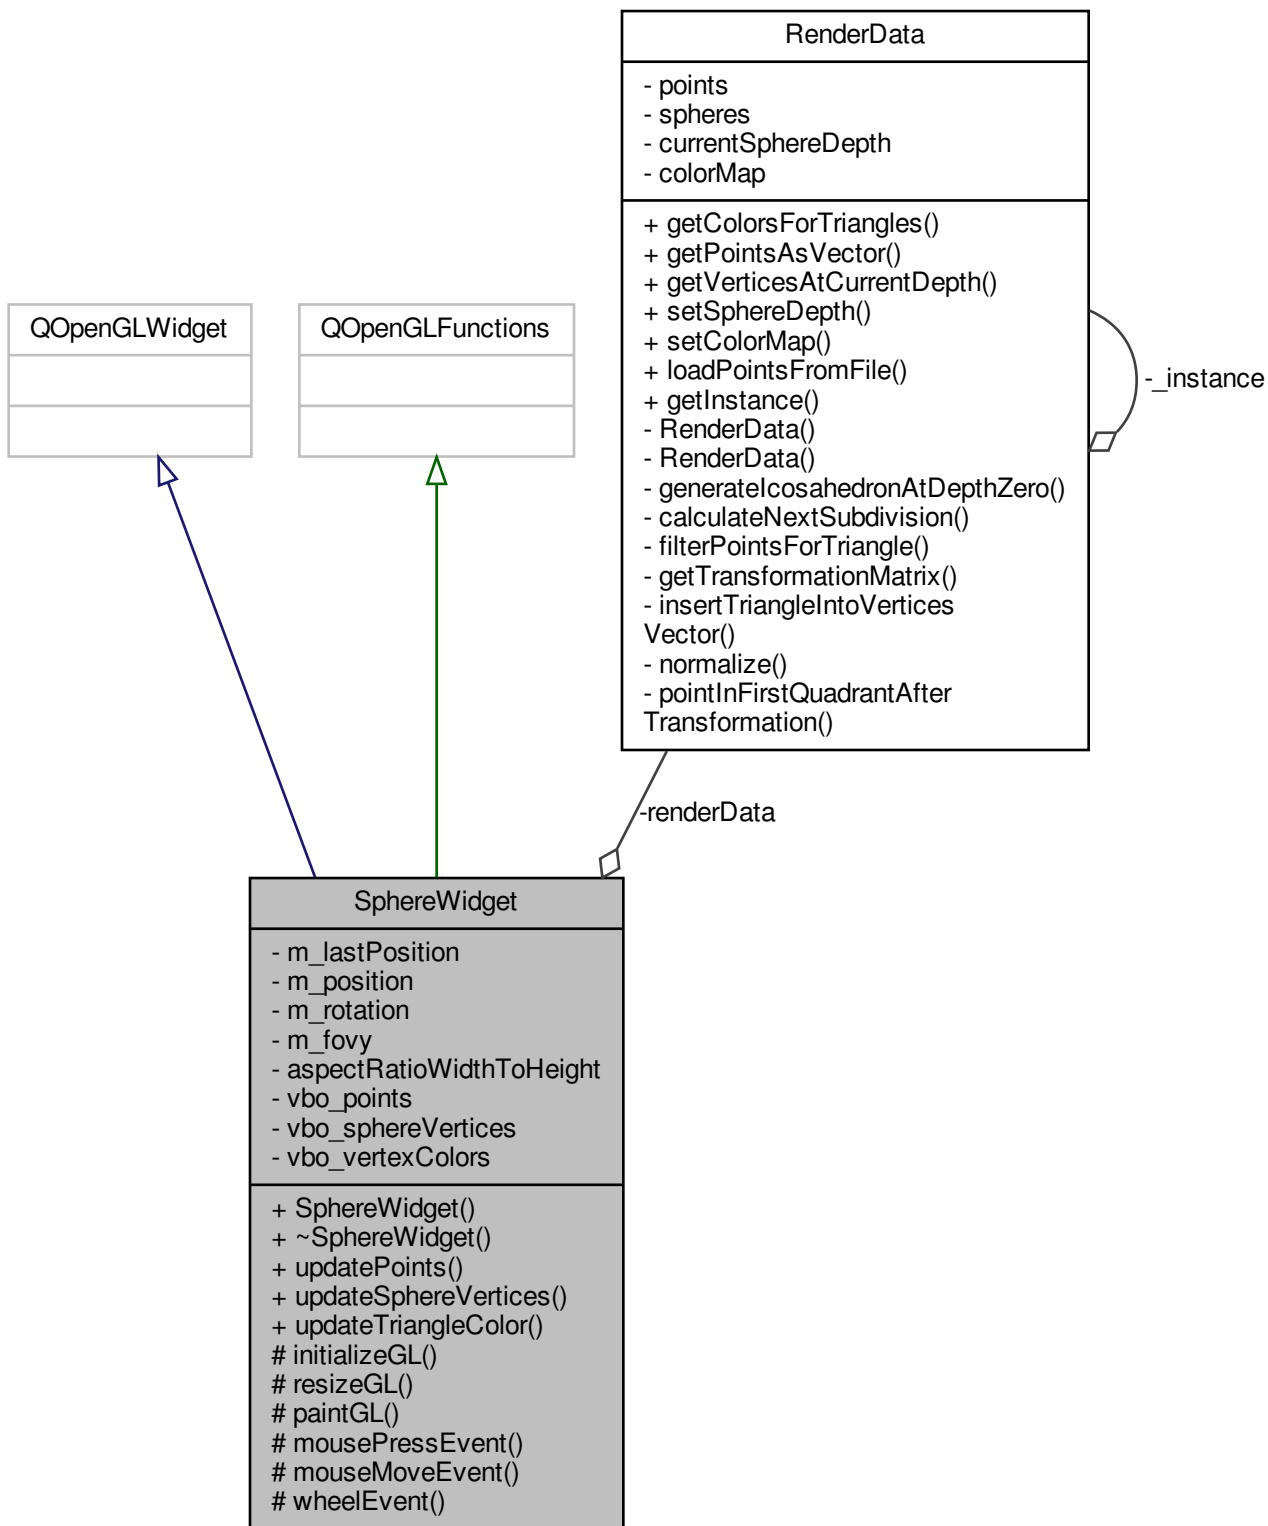 RenderData
- points
- spheres
- currentSphereDepth
- colorMap
+ getColorsForTriangles()
+ getPointsAsVector()
+ getVerticesAtCurrentDepth()
+ setSphereDepth()
+ setColorMap()
+ loadPointsFromFile()
+ getInstance()
- RenderData()
- RenderData()
- generateIcosahedronAtDepthZero()
- calculateNextSubdivision()
- filterPointsForTriangle()
- getTransformationMatrix()
- insertTriangleIntoVertices
Vector()
- normalize()
- pointInFirstQuadrantAfter
Transformation()
QOpenGLWidget
QOpenGLFunctions
-_instance
-renderData
SphereWidget
- m_lastPosition
- m_position
- m_rotation
- m_fovy
- aspectRatioWidthToHeight
- vbo_points
- vbo_sphereVertices
- vbo_vertexColors
+ SphereWidget()
+ ~SphereWidget()
+ updatePoints()
+ updateSphereVertices()
+ updateTriangleColor()
# initializeGL()
# resizeGL()
# paintGL()
# mousePressEvent()
# mouseMoveEvent()
# wheelEvent()